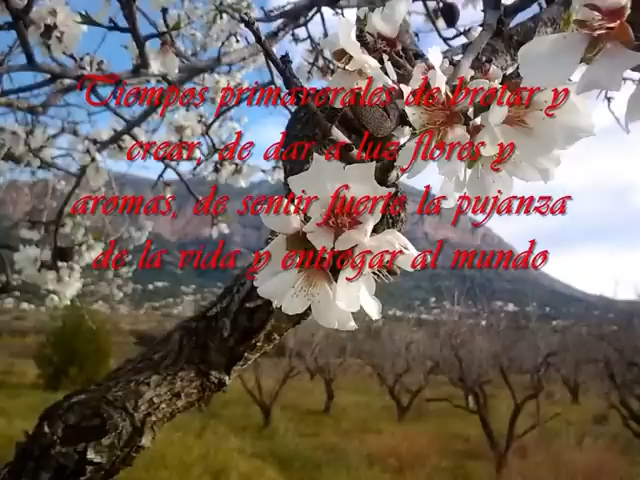 Tiempos primaverales de brotar y
crear, de dar a luz flores y
aromas, de sentir fuerte la pujanza
de la vida y entregar al mundo